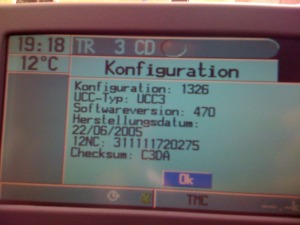 19:18 TR 3 CD
12°C
Konfiguration
Konfiguration: 1326
UCC-Typ: UCC3
Softwareversion: 470
Herstellungsdatum:
22/06/2005
12NC: 311111720275
Checksum: C3DA
Ok
TMC